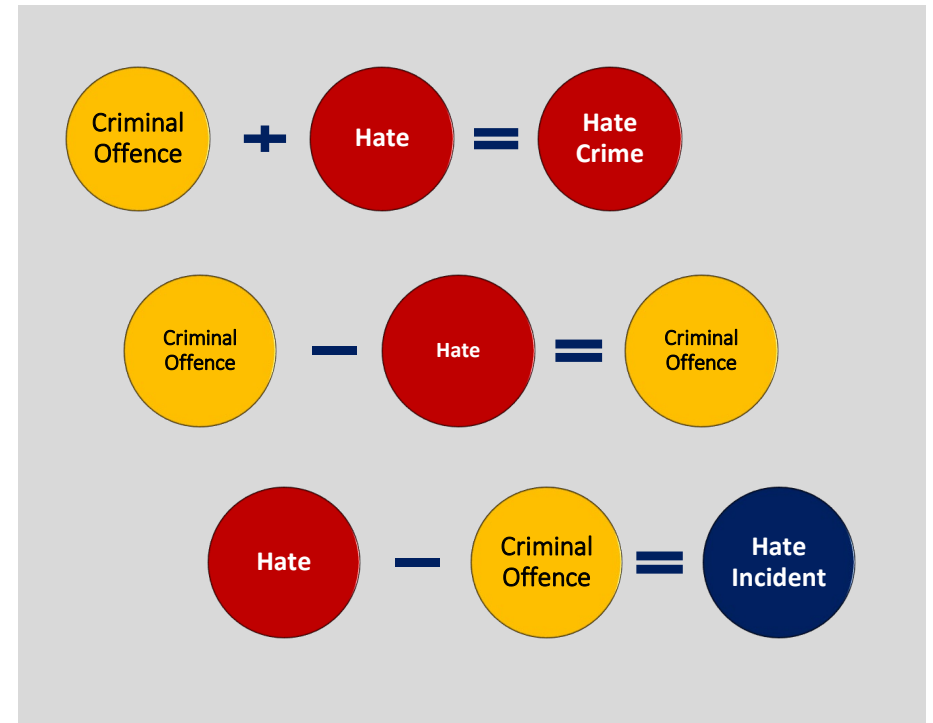 Criminal
Offence
+
Hate
=
Hate
Crime
Criminal
Offence
−
Hate
=
Criminal
Offence
Hate
−
Criminal
Offence
=
Hate
Incident